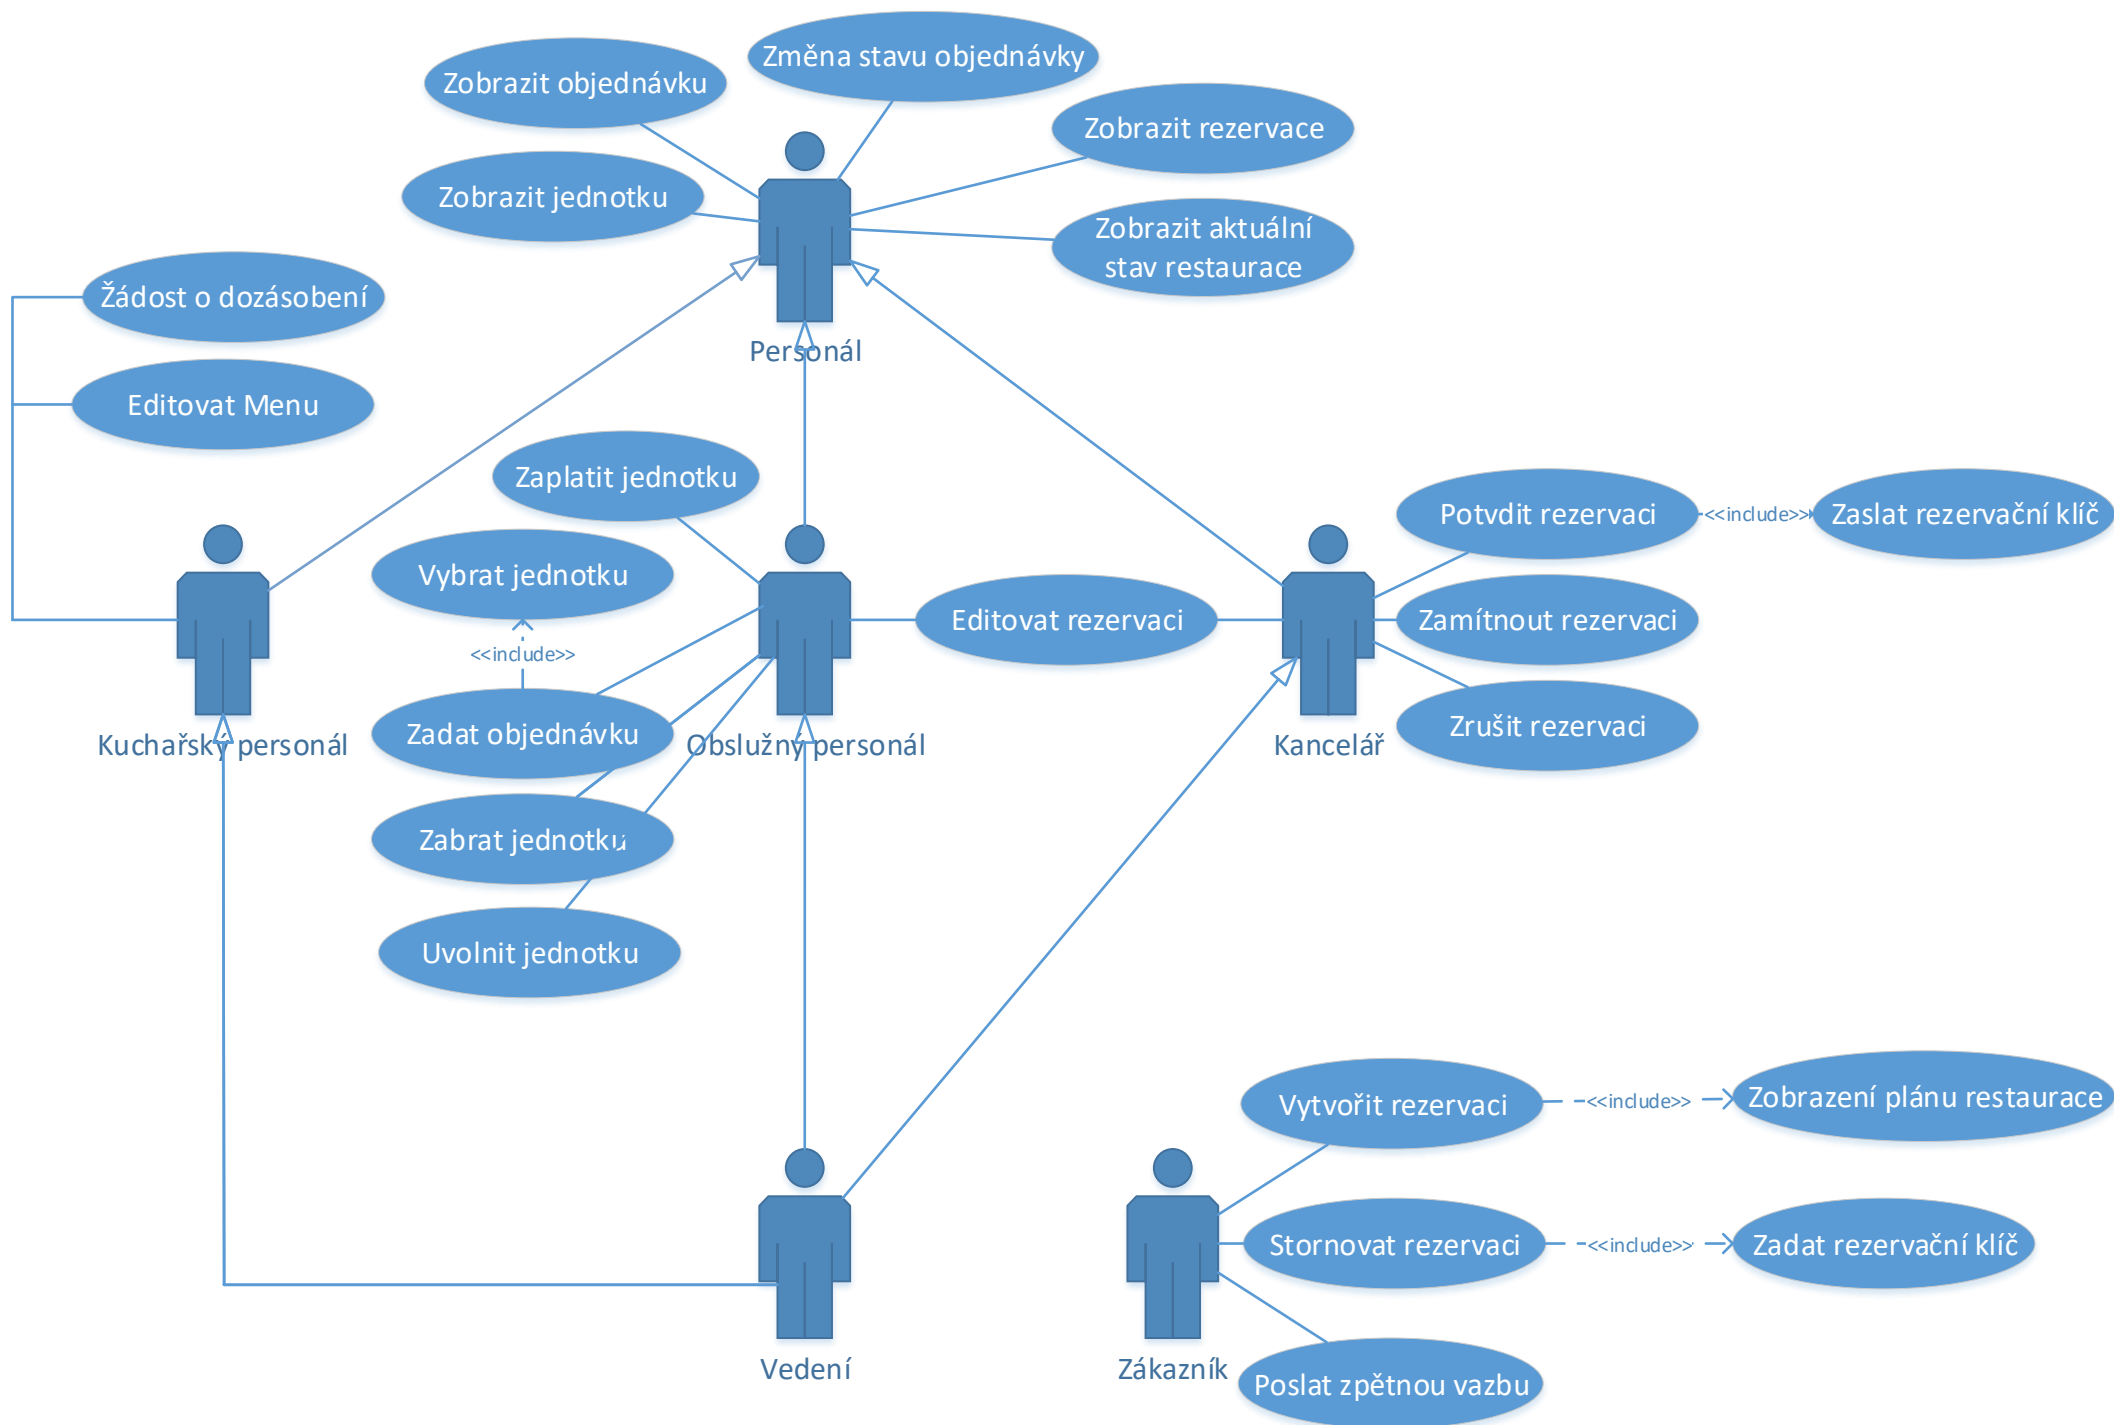 Změna stavu objednávky
Zobrazit objednávku
Zobrazit rezervace
Zobrazit jednotku
Zobrazit aktuální
stav restaurace
Žádost o dozásobení
Personál
Editovat Menu
Zaplatit jednotku
Potvdit rezervaci
<<include>>
Zaslat rezervační klíč
Vybrat jednotku
Editovat rezervaci
Zamítnout rezervaci
<<include>>
Zadat objednávku
Zrušit rezervaci
Kuchařský personál
Obslužný personál
Kancelář
Zabrat jednotku
Uvolnit jednotku
Vytvořit rezervaci
<<include>>
Zobrazení plánu restaurace
Stornovat rezervaci
<<include>>
Zadat rezervační klíč
Vedení
Zákazník
Poslat zpětnou vazbu